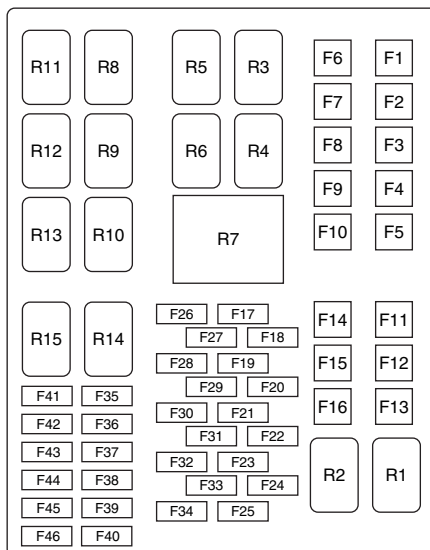 R11 R8 R5 R3 F6 F1
F7 F2
R12 R9 R6 R4 F8 F3
F9 F4
R13 R10 R7 F10 F5
F26 F17
R15 R14 F27 F18 F14 F11
F28 F19 F15 F12
F29 F20
F41 F35 F30 F21 F16 F13
F42 F36 F31 F22
F43 F37 F32 F23
F44 F38 F33 F24 R2 R1
F45 F39 F34 F25
F46 F40